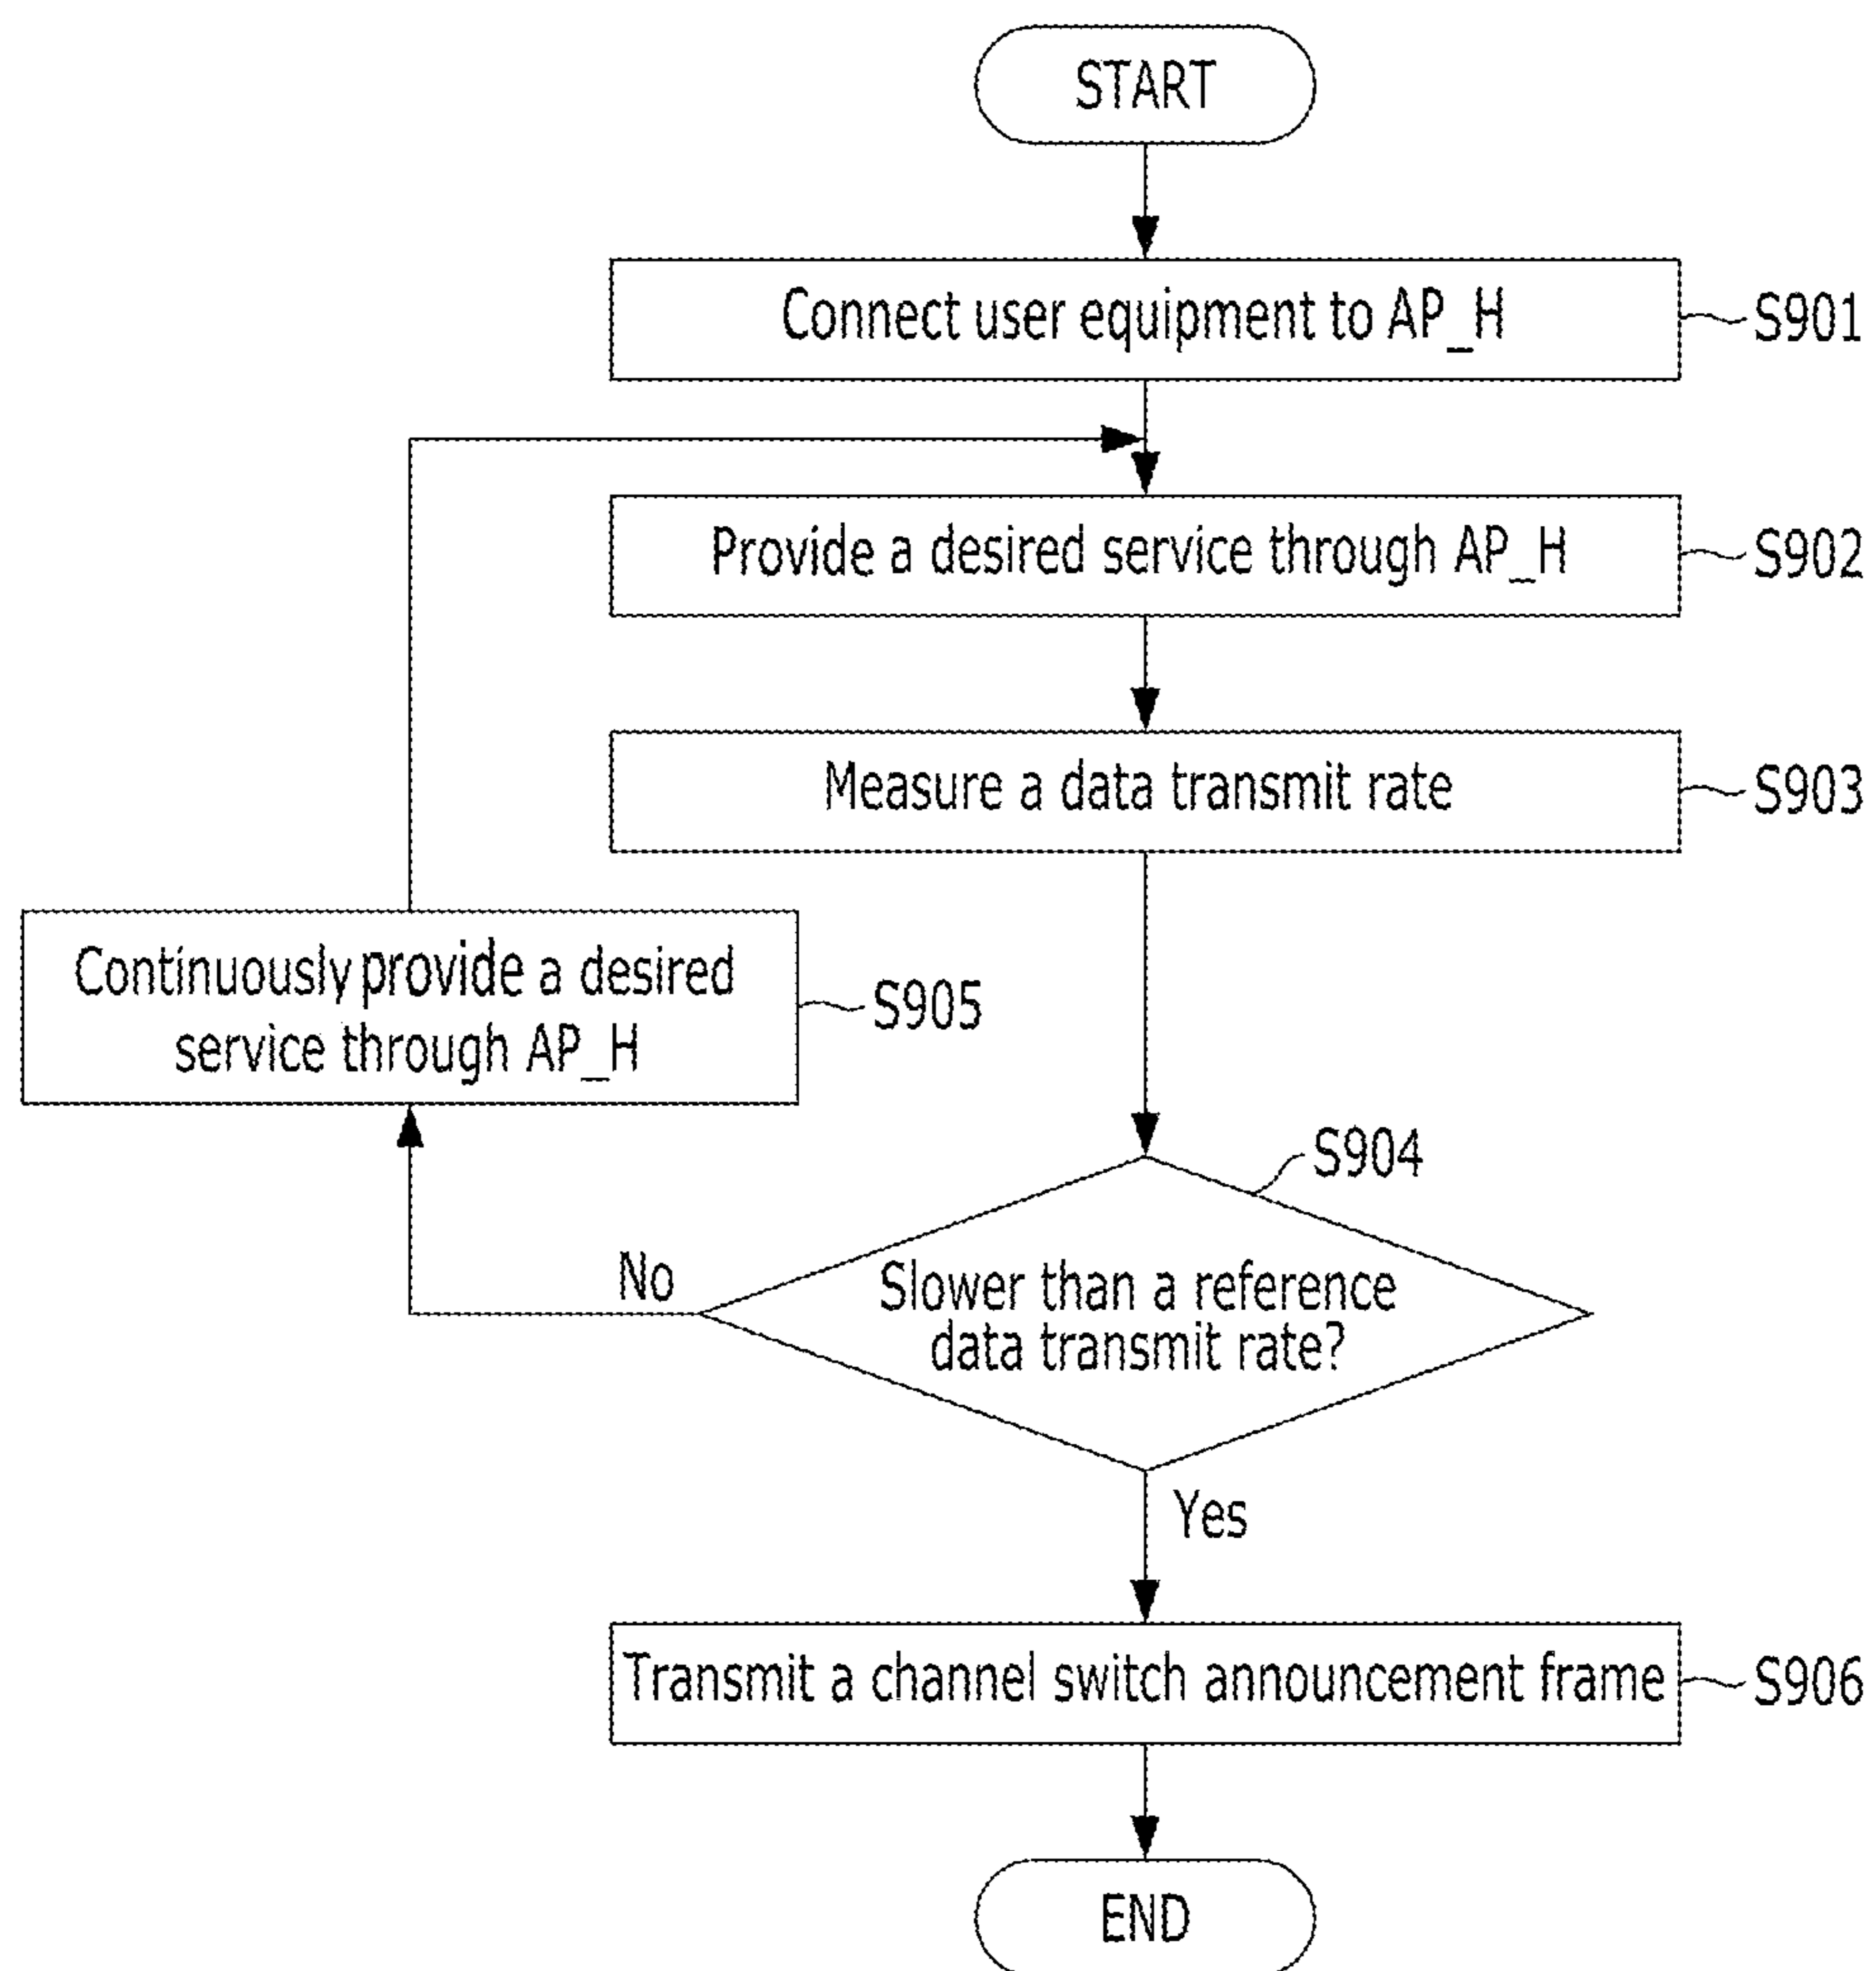 START
Connect user equipment to AP_H
S901
Provide a desired service through AP_H
S902
Measure a data transmit rate
S903
Continuously provide a desired
service through AP_H
S905
S904
Slower than a reference
data transmit rate?
No
Yes
Transmit a channel switch announcement frame
S906
END